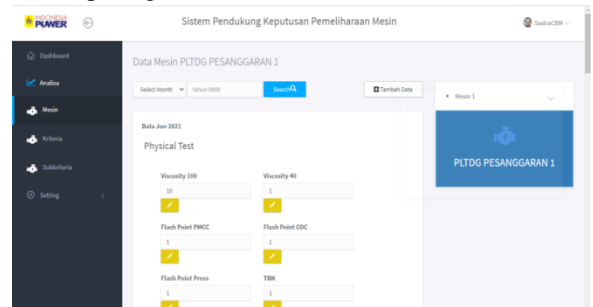 INDONESIA
POWER
Sistem Pendukung Keputusan Pemeliharaan Mesin
SastraCBM
Dashboard
Analisa
Mesin
Kriteria
Subkriteria
Setting
Data Mesin PLTDG PESANGGARAN 1
Select Month
tahun 0000
Search
Tambah Data
Data Jun 2021
Physical Test
Viscosity 100
Viscosity 40
10
1
Flash Point PMCC
Flash Point COC
1
1
Flash Point Press
TBN
1
1
Mesin 1
PLTDG PESANGGARAN 1